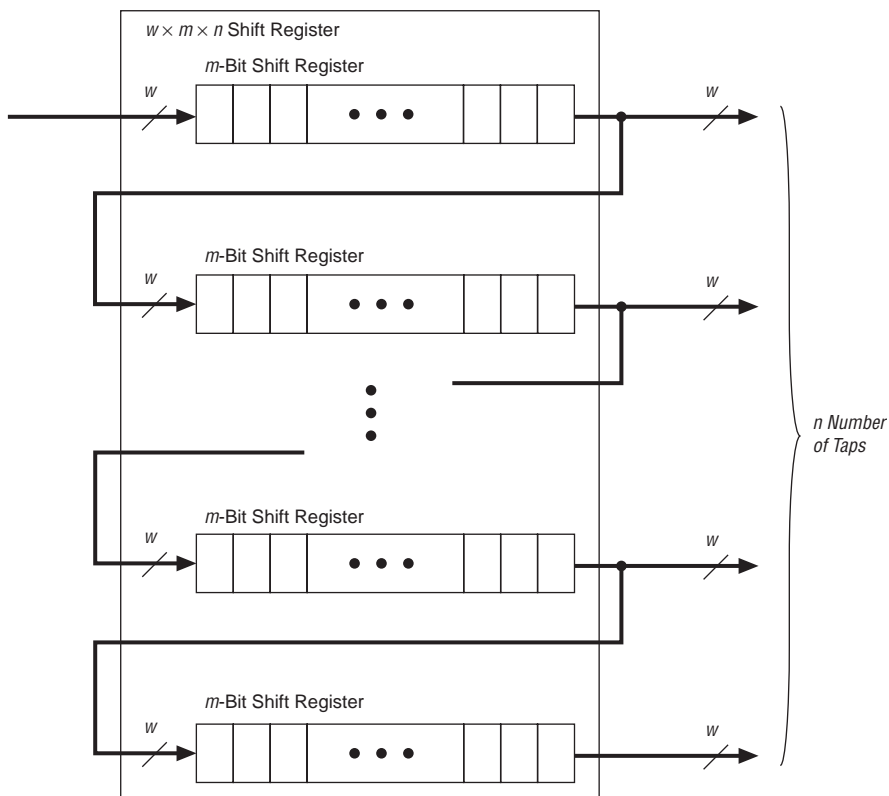 w × m × n Shift Register
m-Bit Shift Register
w
w
m-Bit Shift Register
w
w
n Number
of Taps
m-Bit Shift Register
w
w
m-Bit Shift Register
w
w